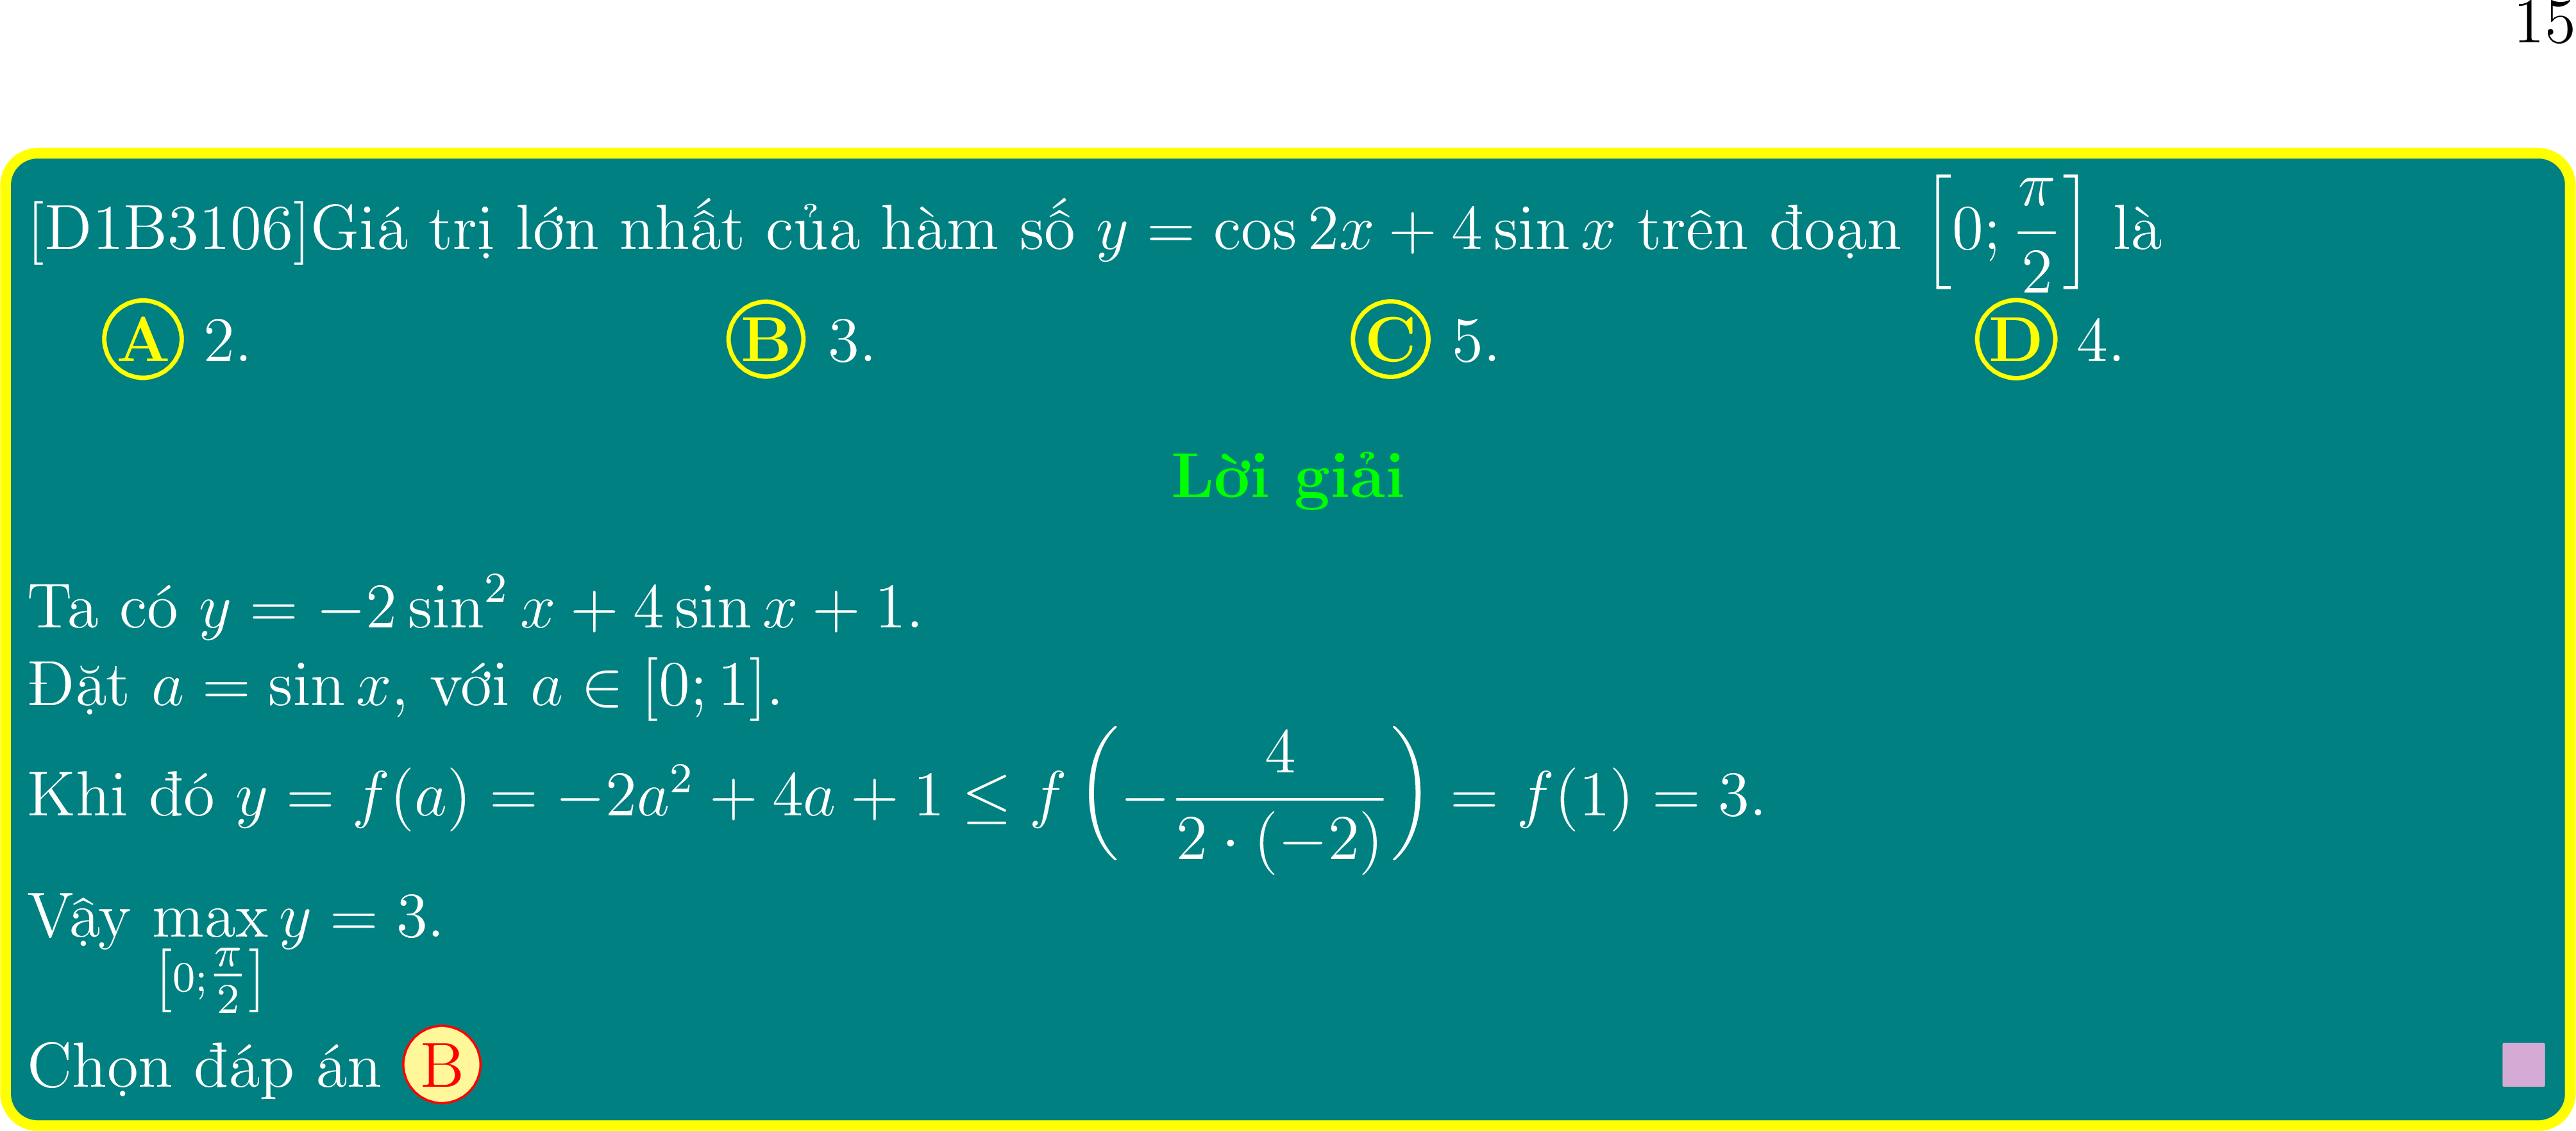 15
[D1B3106]Giá trị lớn nhất của hàm số $y = \cos 2x + 4 \sin x$ trên đoạn $\left[0; \dfrac{\pi}{2}\right]$ là
A 2. B 3. C 5. D 4.
Lời giải
Ta có $y = -2\sin^2 x + 4\sin x + 1$.
Đặt $a = \sin x$, với $a \in [0; 1]$.
Khi đó $y = f(a) = -2a^2 + 4a + 1 \leq f\left(-\dfrac{4}{2 \cdot (-2)}\right) = f(1) = 3$.
Vậy $\max\limits_{\left[0; \frac{\pi}{2}\right]} y = 3$.
Chọn đáp án B